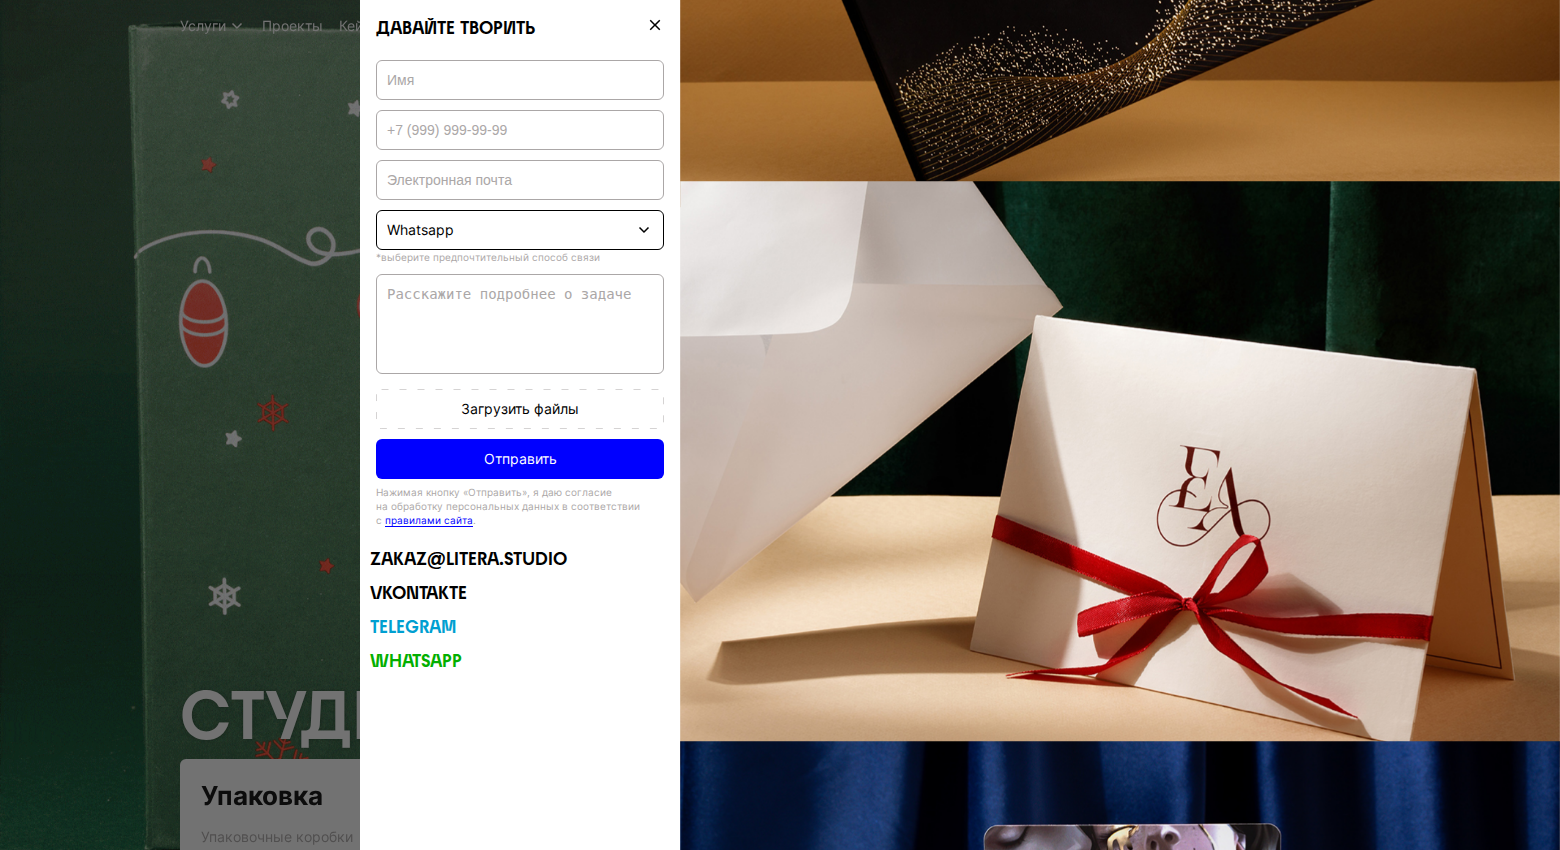 Услуги
Проекты
Кей
СТУД
Упаковка
Упаковочные коробки
ДАВАЙТЕ ТВОРИТЬ
Имя
+7 (999) 999-99-99
Электронная почта
Whatsapp
*выберите предпочтительный способ связи
Расскажите подробнее о задаче
Загрузить файлы
Отправить
Нажимая кнопку «Отправить», я даю согласие
на обработку персональных данных в соответствии
с правилами сайта.
ZAKAZ@LITERA.STUDIO
VKONTAKTE
TELEGRAM
WHATSAPP